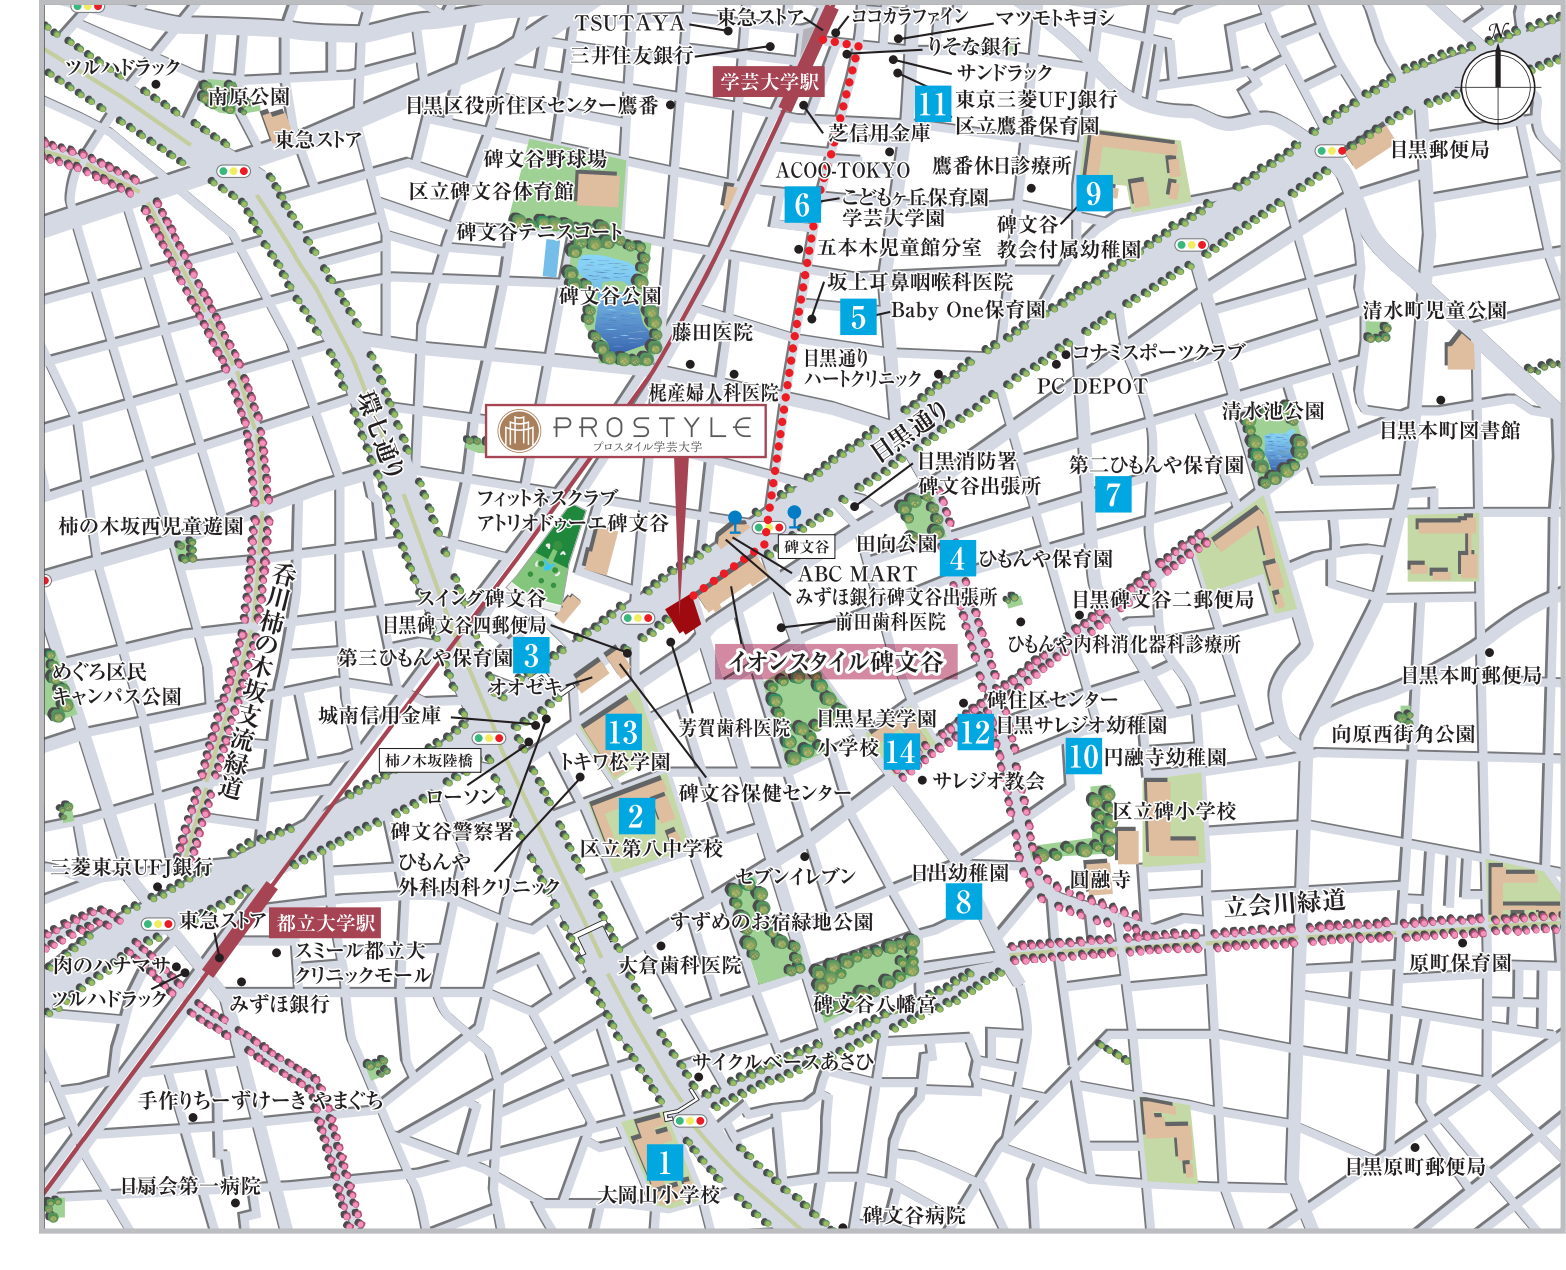 TSUTAYA
東急ストア
ココカラファイン
マツモトキヨシ
三井住友銀行
りそな銀行
N
ツルハドラック
学芸大学駅
サンドラック
南原公園
目黒区役所住区センター鷹番
11
東京三菱UFJ銀行
区立鷹番保育園
東急ストア
芝信用金庫
目黒郵便局
碑文谷野球場
ACOO-TOKYO
鷹番休日診療所
区立碑文谷体育館
6
こどもヶ丘保育園
学芸大学園
9
碑文谷テニスコート
碑文谷
教会付属幼稚園
五本木児童館分室
碑文谷公園
坂上耳鼻咽喉科医院
5
Baby One保育園
清水町児童公園
藤田医院
目黒通り
ハートクリニック
コナミスポーツクラブ
PC DEPOT
梶産婦人科医院
環七通り
PROSTYLE
プロスタイル学芸大学
目黒通り
清水池公園
目黒本町図書館
目黒消防署
碑文谷出張所
第二ひもんや保育園
7
フィットネスクラブ
アトリオドゥーエ碑文谷
柿の木坂西児童遊園
碑文谷
田向公園
4
ひもんや保育園
ABC MART
みずほ銀行碑文谷出張所
呑川柿の木坂支流緑道
スイング碑文谷
目黒碑文谷四郵便局
前田歯科医院
目黒碑文谷二郵便局
ひもんや内科消化器科診療所
第三ひもんや保育園
3
イオンスタイル碑文谷
めぐろ区民
キャンパス公園
オオゼキ
目黒本町郵便局
城南信用金庫
13
芳賀歯科医院
目黒星美学園
小学校
14
碑住区センター
12
目黒サレジオ幼稚園
向原西街角公園
柿ノ木坂陸橋
トキワ松学園
10
円融寺幼稚園
ローソン
碑文谷保健センター
サレジオ教会
2
区立碑小学校
碑文谷警察署
区立第八中学校
三菱東京UFJ銀行
ひもんや
外科内科クリニック
セブンイレブン
日出幼稚園
8
圓融寺
立会川緑道
東急ストア
都立大学駅
すずめのお宿緑地公園
スミール都立大
クリニックモール
肉のハナマサ
大倉歯科医院
原町保育園
ツルハドラック
みずほ銀行
碑文谷八幡宮
サイクルベースあさひ
手作りちーずけーき やまぐち
1
目黒原町郵便局
日扇会第一病院
大岡山小学校
碑文谷病院